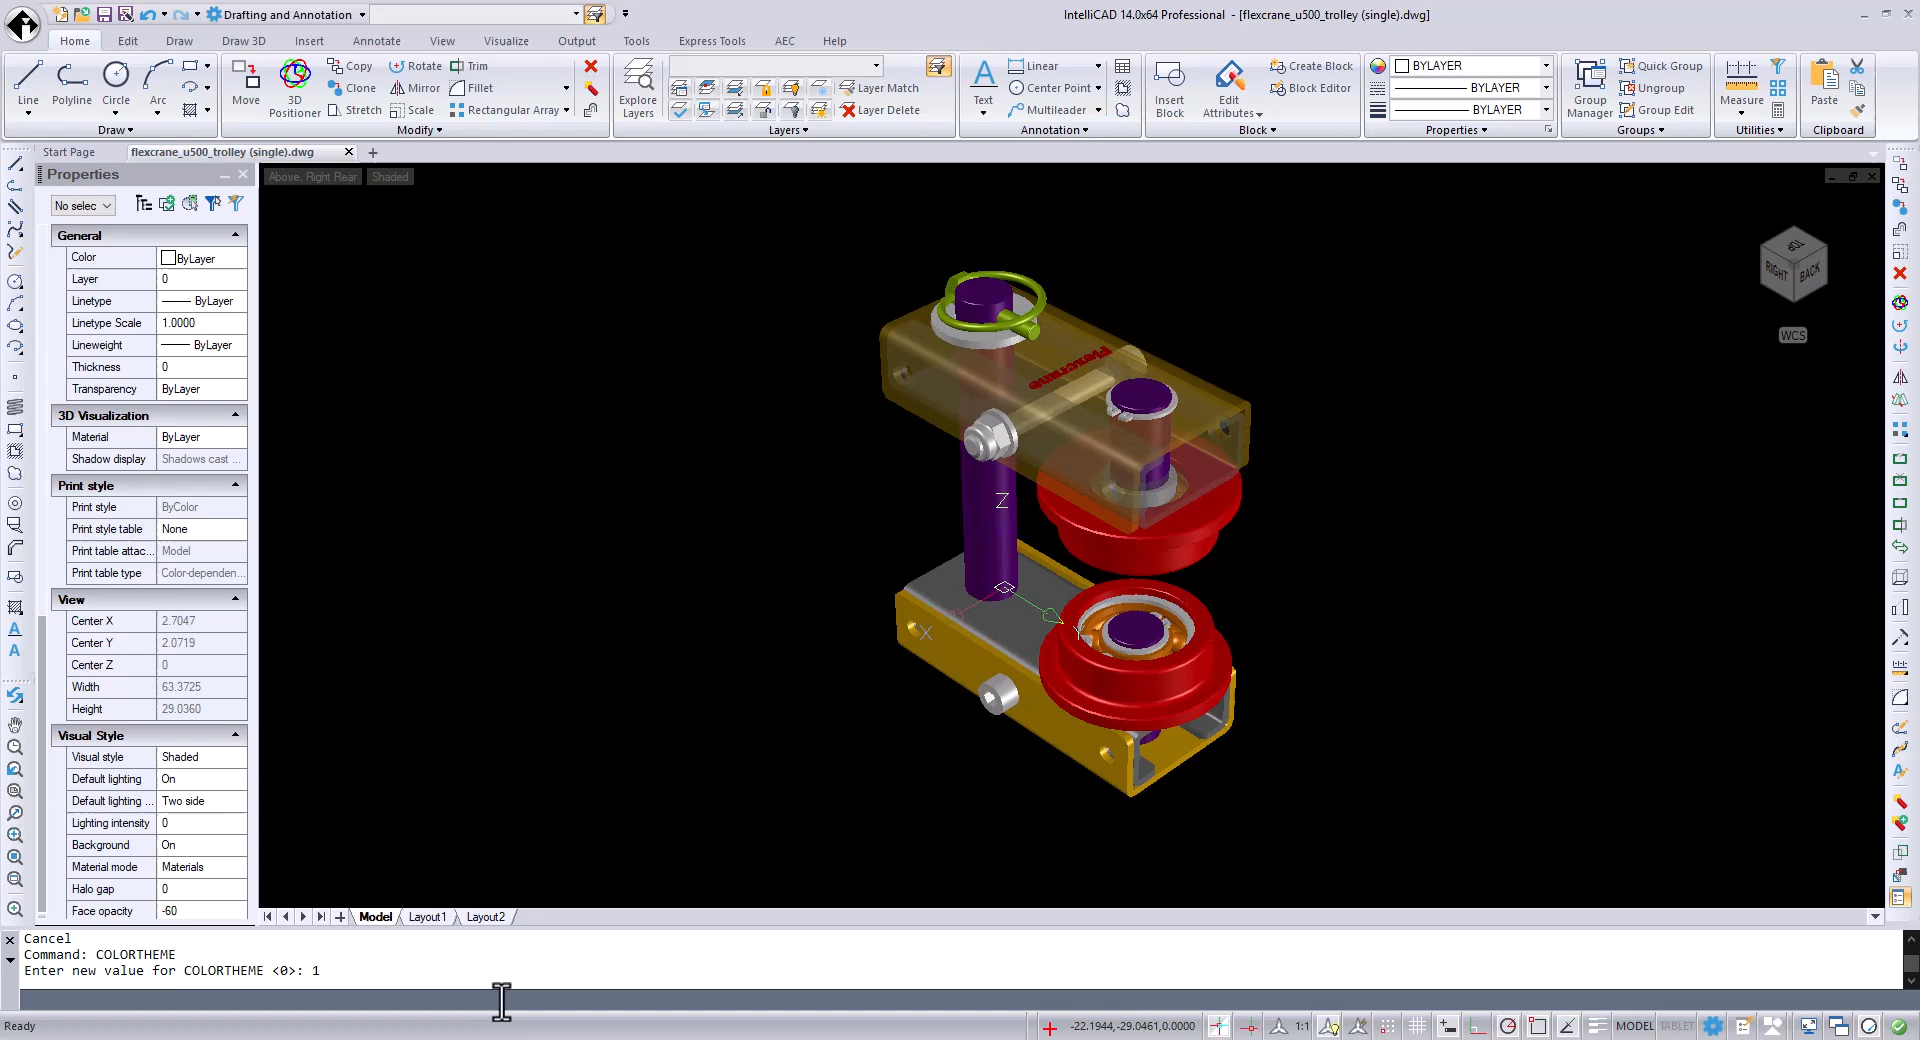 Drafting and Annotation
IntelliCAD 14.0x64 Professional - [flexcrane_u500_trolley (single).dwg]
Home Edit Draw Draw 3D Insert Annotate View Visualize Output Tools Express Tools AEC Help
Line
Polyline
Circle
Arc
Draw
Move
3D Positioner
Copy Rotate Trim
Clone Mirror Fillet
Stretch Scale Rectangular Array
Modify
Explore Layers
Layer Match
Layer Delete
Layers
Text
Linear
Center Point
Multileader
Annotation
Insert Block
Edit Attributes
Create Block
Block Editor
Block
BYLAYER
BYLAYER
BYLAYER
Properties
Group Manager
Quick Group
Ungroup
Group Edit
Groups
Measure
Utilities
Paste
Clipboard
Start Page flexcrane_u500_trolley (single).dwg
Properties
No selec
General
Color ByLayer
Layer 0
Linetype ByLayer
Linetype Scale 1.0000
Lineweight ByLayer
Thickness 0
Transparency ByLayer
3D Visualization
Material ByLayer
Shadow display Shadows cast ...
Print style
Print style ByColor
Print style table None
Print table attac... Model
Print table type Color-dependen...
View
Center X 2.7047
Center Y 2.0719
Center Z 0
Width 63.3725
Height 29.0360
Visual Style
Visual style Shaded
Default lighting On
Default lighting ... Two side
Lighting intensity 0
Background On
Material mode Materials
Halo gap 0
Face opacity -60
Above, Right Rear Shaded
TOP
RIGHT BACK
WCS
Flexcrane
Z
X
Y
Model Layout1 Layout2
Cancel
Command: COLORTHEME
Enter new value for COLORTHEME <0>: 1
Ready
-22.1944,-29.0461,0.0000
1:1
MODEL TABLET